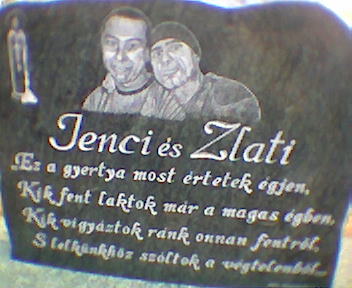 Jenci és Zlati
„Ez a gyertya most értetek égjen,
Kik fent laktok már a magas égben,
Kik vigyáztok ránk onnan fentről,
S lelkünkhöz szóltok a végtelenből...